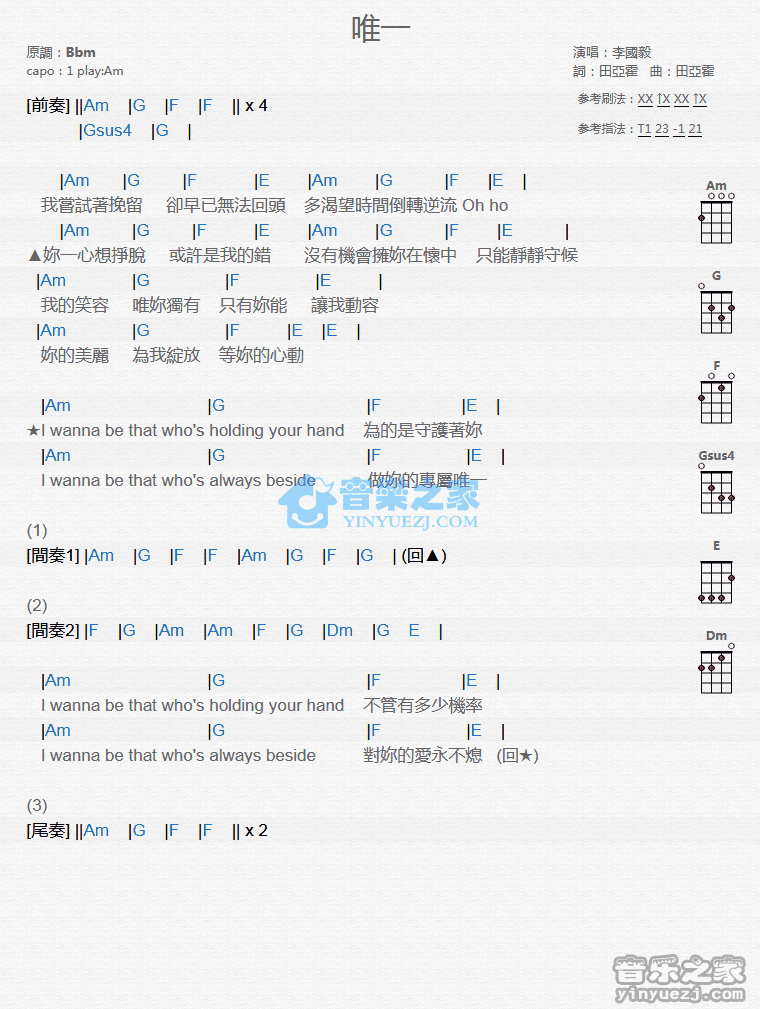 唯一
原調：Bbm
演唱：李國毅
capo：1 play:Am
詞：田亞霍 曲：田亞霍
參考刷法：XX ↑X XX ↑X
參考指法：T1 23 -1 21
[前奏] ||Am |G |F |F || x 4
|Gsus4 |G |
|Am |G |F |E |Am |G |F |E |
我嘗試著挽留 卻早已無法回頭 多渴望時間倒轉逆流 Oh ho
|Am |G |F |E |Am |G |F |E |
▲妳一心想掙脫 或許是我的錯 沒有機會擁妳在懷中 只能靜靜守候
|Am |G |F |E |
我的笑容 唯妳獨有 只有妳能 讓我動容
|Am |G |F |E |E |
妳的美麗 為我綻放 等妳的心動
|Am |G |F |E |
★I wanna be that who's holding your hand 為的是守護著妳
|Am |G |F |E |
I wanna be that who's always beside 做妳的專屬唯一
音樂之家
YINYUEZJ.COM
(1)
[間奏1] |Am |G |F |F |Am |G |F |G | (回▲)
(2)
[間奏2] |F |G |Am |Am |F |G |Dm |G E |
|Am |G |F |E |
I wanna be that who's holding your hand 不管有多少機率
|Am |G |F |E |
I wanna be that who's always beside 對妳的愛永不熄 (回★)
(3)
[尾奏] ||Am |G |F |F || x 2
Am
G
F
Gsus4
E
Dm
音乐之家
yinyuezj.com